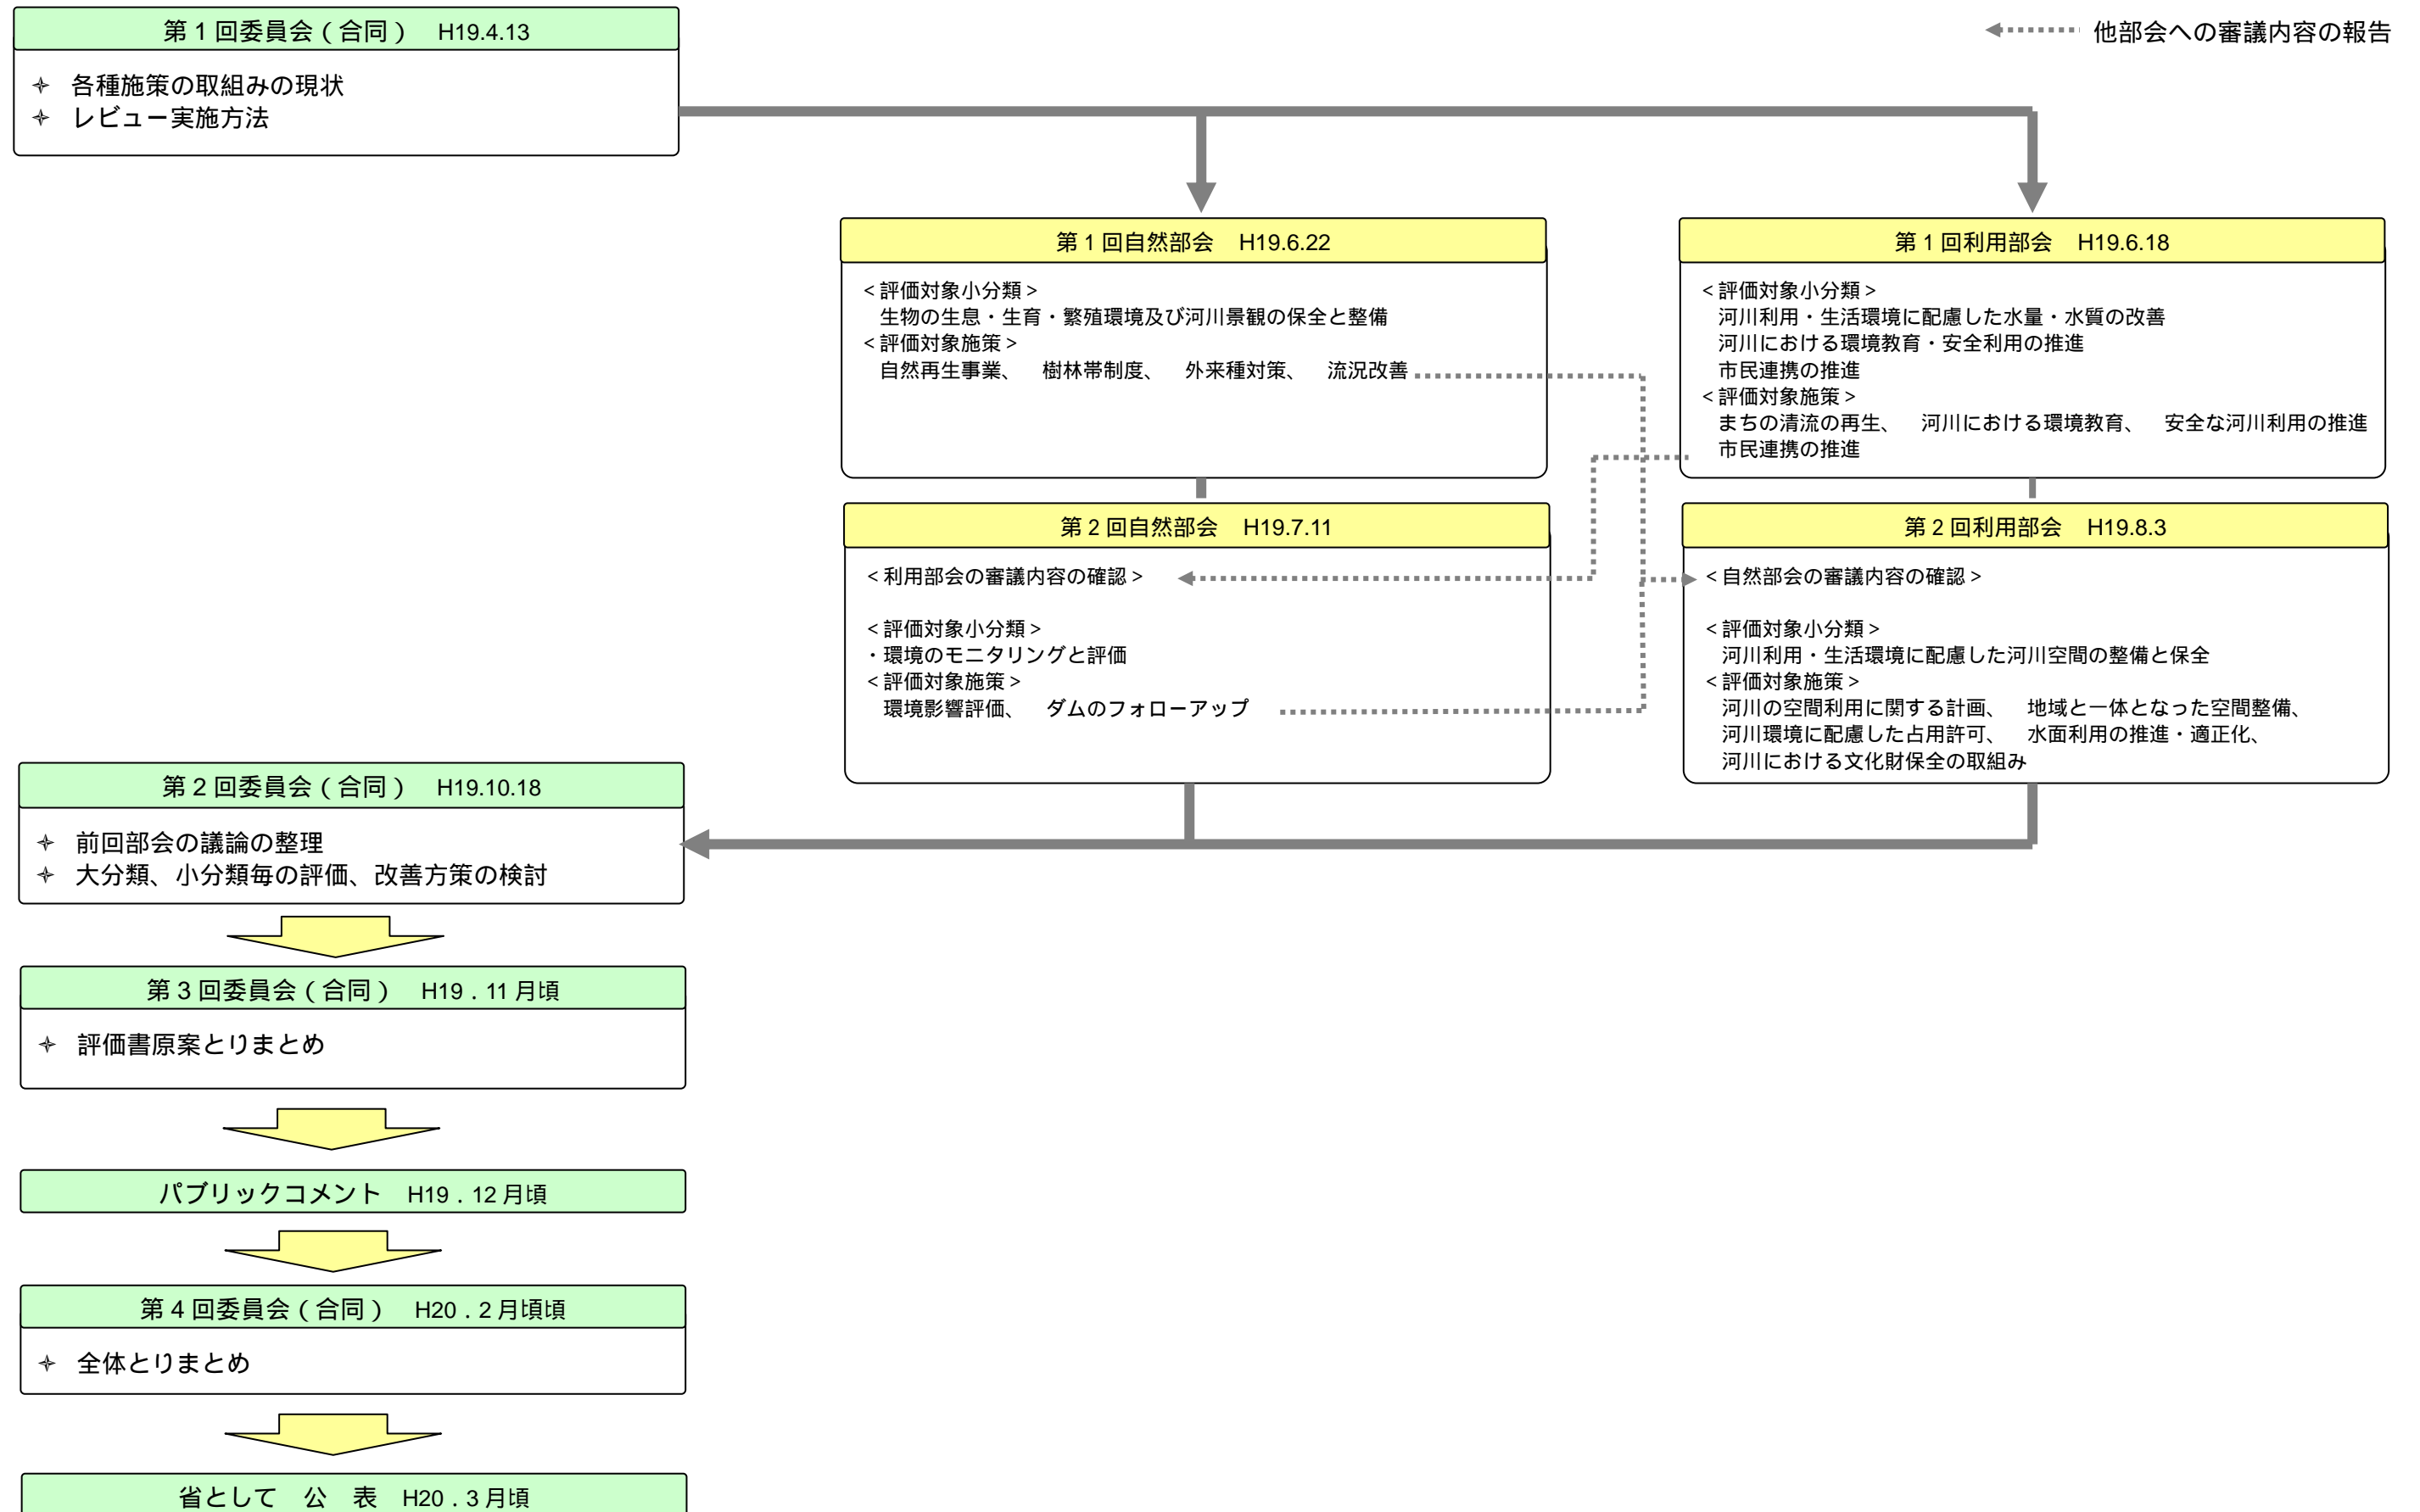 第1回委員会(合同) H19.4.13
✧ 各種施策の取組みの現状
✧ レビュー実施方法
他部会への審議内容の報告
第1回自然部会 H19.6.22
<評価対象小分類>
生物の生息・生育・繁殖環境及び河川景観の保全と整備
<評価対象施策>
自然再生事業、 樹林帯制度、 外来種対策、 流況改善
第1回利用部会 H19.6.18
<評価対象小分類>
河川利用・生活環境に配慮した水量・水質の改善
河川における環境教育・安全利用の推進
市民連携の推進
<評価対象施策>
まちの清流の再生、 河川における環境教育、 安全な河川利用の推進
市民連携の推進
第2回自然部会 H19.7.11
<利用部会の審議内容の確認>
<評価対象小分類>
・環境のモニタリングと評価
<評価対象施策>
環境影響評価、 ダムのフォローアップ
第2回利用部会 H19.8.3
<自然部会の審議内容の確認>
<評価対象小分類>
河川利用・生活環境に配慮した河川空間の整備と保全
<評価対象施策>
河川の空間利用に関する計画、 地域と一体となった空間整備、
河川環境に配慮した占用許可、 水面利用の推進・適正化、
河川における文化財保全の取組み
第2回委員会(合同) H19.10.18
✧ 前回部会の議論の整理
✧ 大分類、小分類毎の評価、改善方策の検討
第3回委員会(合同) H19.11月頃
✧ 評価書原案とりまとめ
パブリックコメント H19.12月頃
第4回委員会(合同) H20.2月頃頃
✧ 全体とりまとめ
省として 公 表 H20.3月頃